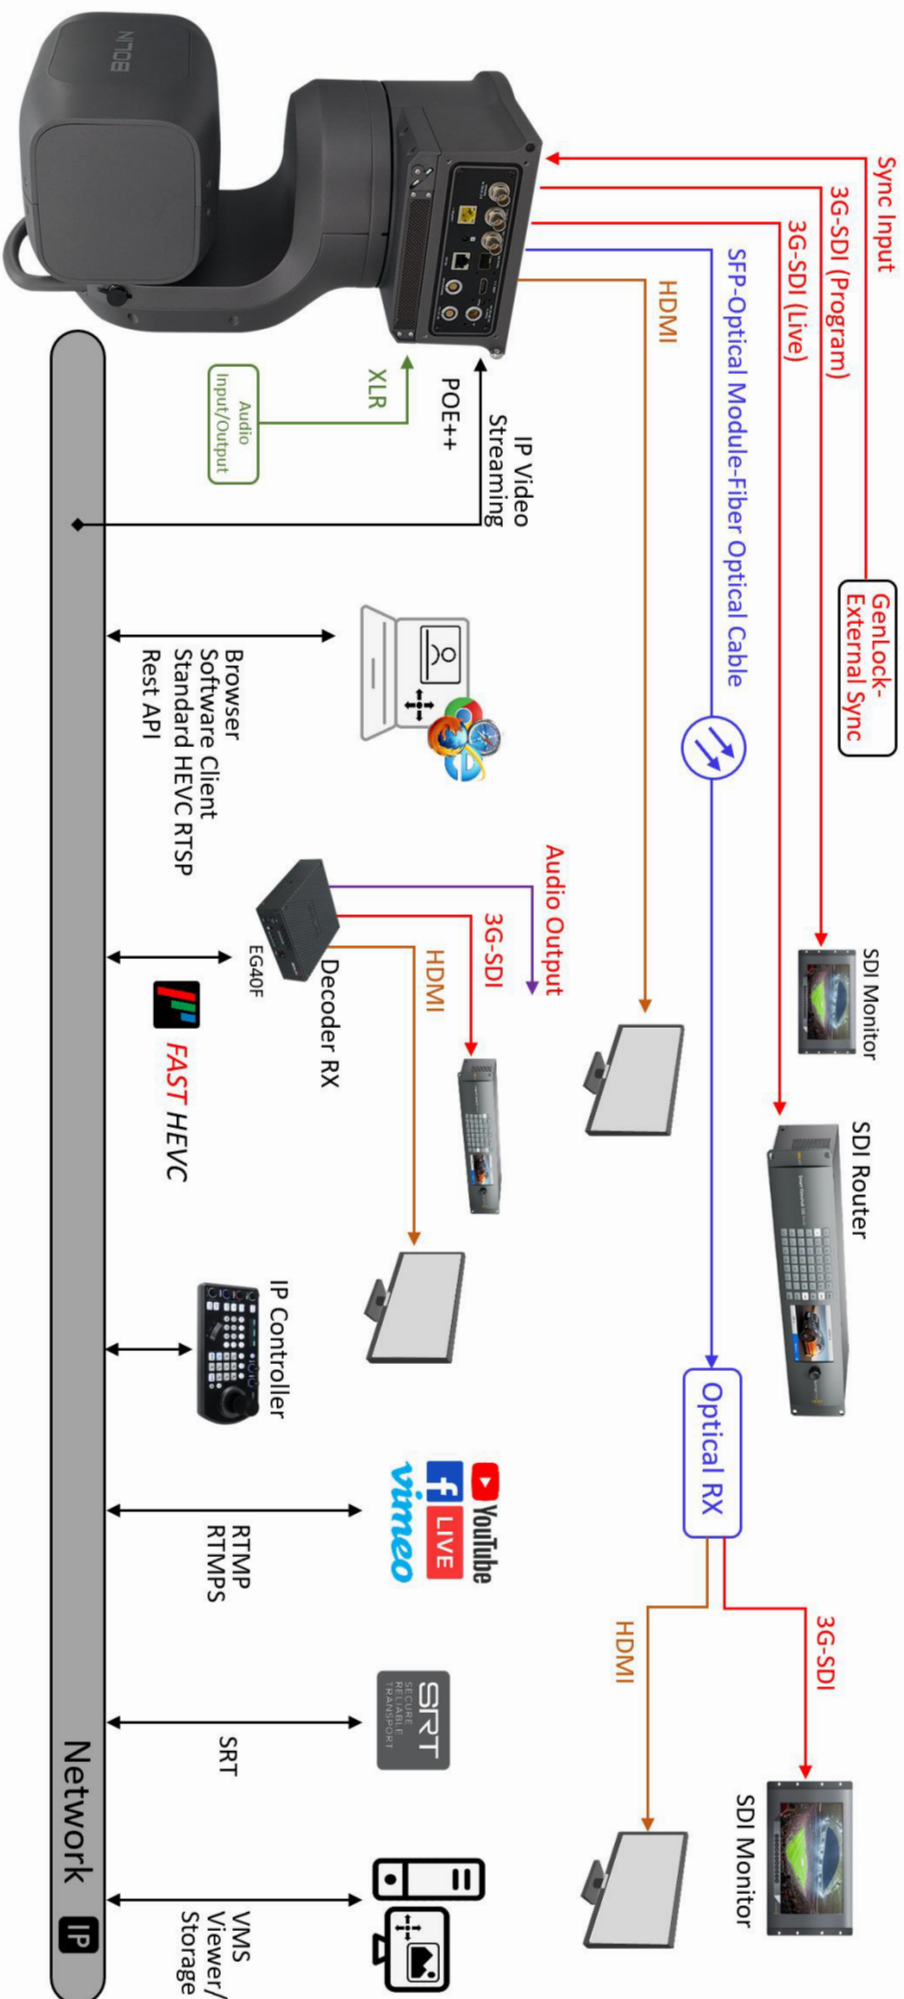 Sync Input
GenLock-
External Sync
3G-SDI (Program)
SDI Monitor
3G-SDI (Live)
SDI Router
SFP-Optical Module-Fiber Optical Cable
Optical RX
3G-SDI
SDI Monitor
HDMI
HDMI
BOLIN
IP Video
Streaming
POE++
XLR
Audio
Input/Output
Audio Output
3G-SDI
HDMI
Decoder RX
EG40F
FAST HEVC
Browser
Software Client
Standard HEVC RTSP
Rest API
IP Controller
YouTube
f LIVE
vimeo
RTMP
RTMPS
SRT
SECURE
RELIABLE
TRANSPORT
SRT
VMS
Viewer/
Storage
Network IP